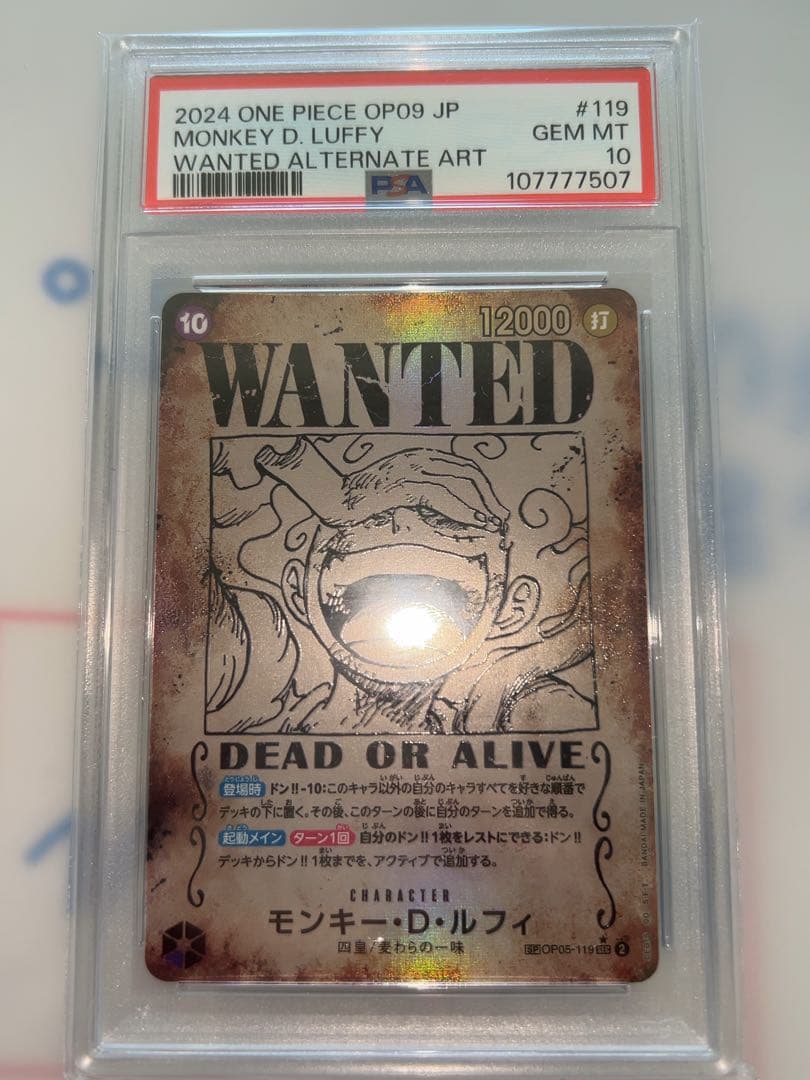 2024 ONE PIECE OP09 JP #119
MONKEY D. LUFFY GEM MT
WANTED ALTERNATE ART 10
PSA 107777507
10 12000 打
WANTED
DEAD OR ALIVE
登場時 ドン!!-10:このキャラ以外の自分のキャラすべてを好きな順番で
デッキの下に置く。その後、このターンの後に自分のターンを追加で得る。
起動メイン ターン1回 自分のドン!!1枚をレストにできる:ドン!!
デッキからドン!!1枚までを、アクティブで追加する。
CHARACTER
モンキー・D・ルフィ
四皇/麦わらの一味
SP OP05-119 SEC 2
BANDAI MADE IN JAPAN